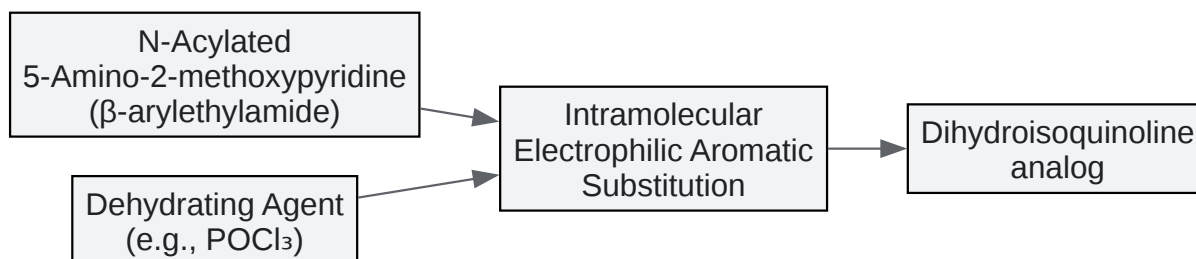 N-Acylated
5-Amino-2-methoxypyridine
(β-arylethylamide)
Dehydrating Agent
(e.g., POCl₃)
Intramolecular
Electrophilic Aromatic
Substitution
Dihydroisoquinoline
analog